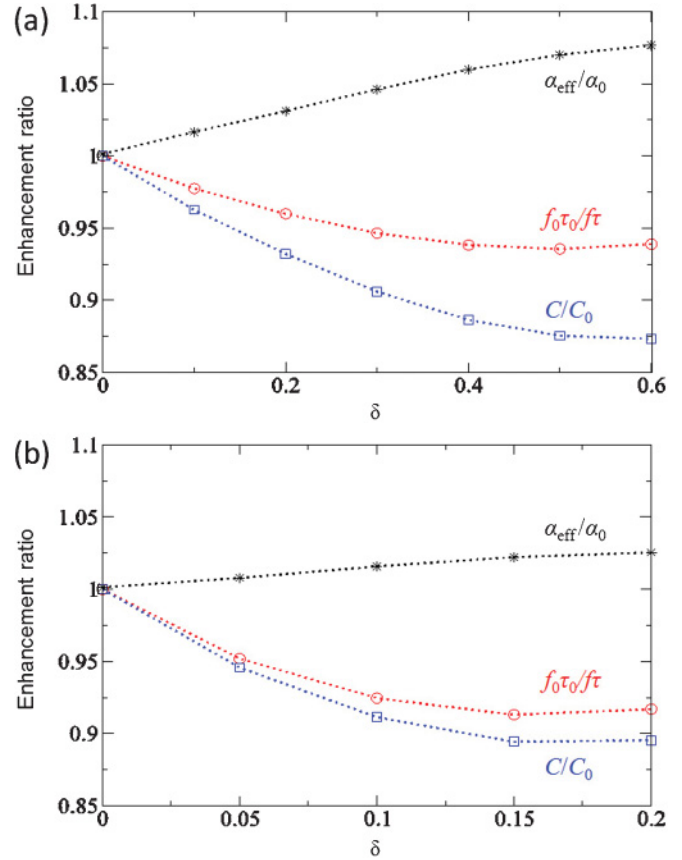 (a)
1.1
1.05
1
0.95
0.9
0.85
Enhancement ratio
α_eff/α_0
f_0τ_0/fτ
C/C_0
0 0.2 0.4 0.6
δ
(b)
1.1
1.05
1
0.95
0.9
0.85
Enhancement ratio
α_eff/α_0
f_0τ_0/fτ
C/C_0
0 0.05 0.1 0.15 0.2
δ